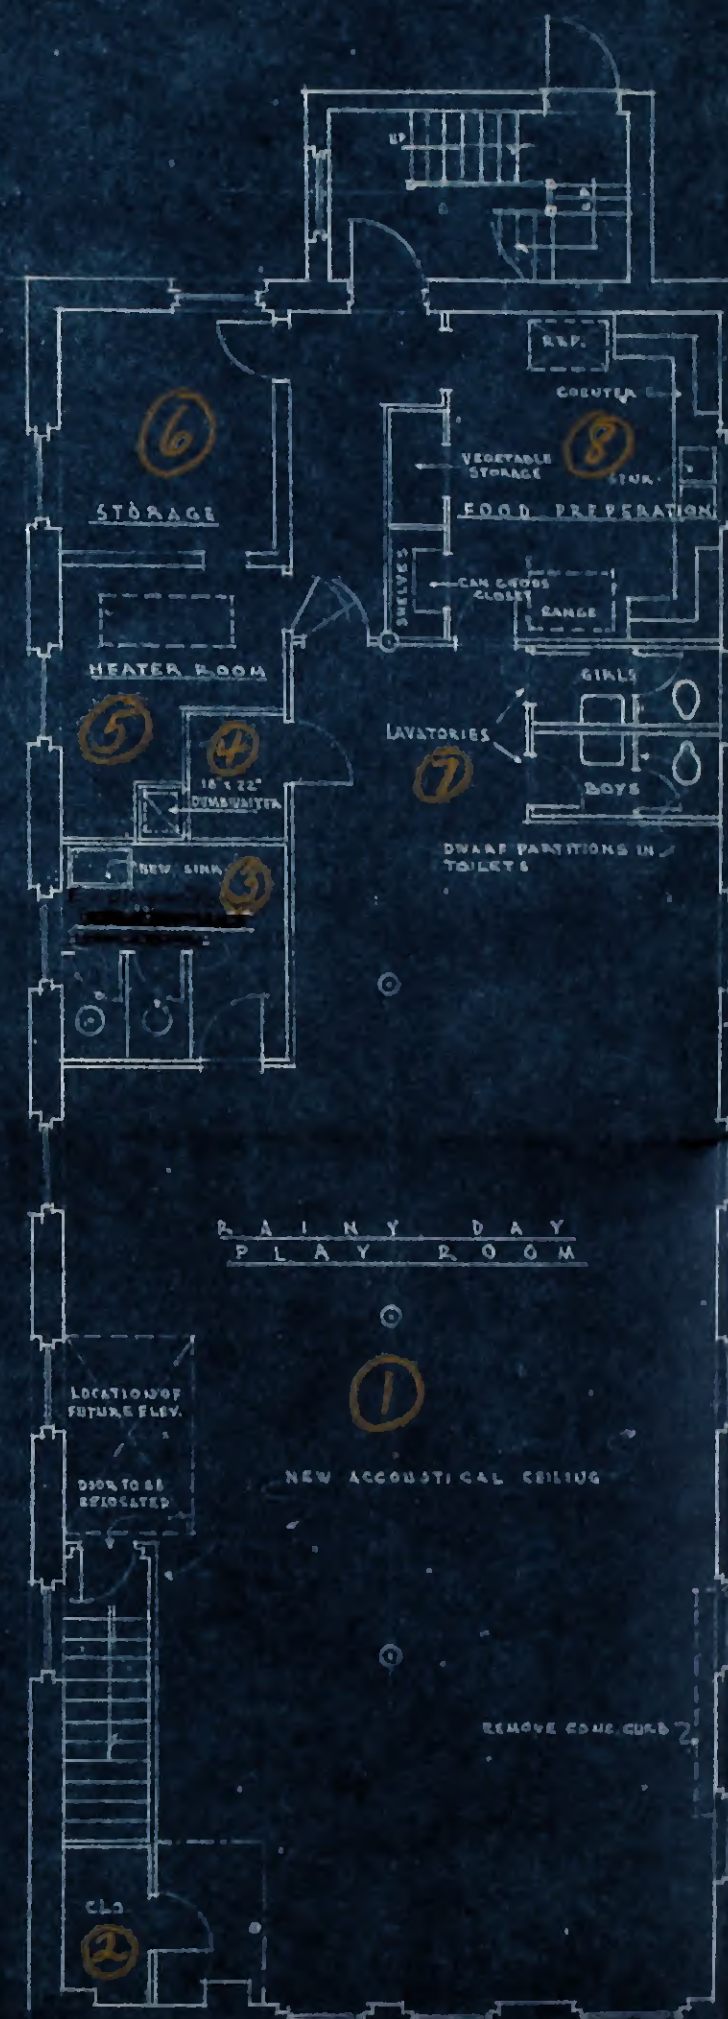 UP
REF.
COUNTER
6
8
VEGETABLE
STORAGE
SINK
STORAGE
FOOD PREPERATION
SHELVES
CAN GOODS
CLOSET
RANGE
HEATER ROOM
GIRLS
5
4
LAVATORIES
7
18" x 22"
DUMBWAITER
BOYS
NEW SINK
3
DWARF PARTITIONS IN
TOILETS
RAINY DAY
PLAY ROOM
LOCATION OF
FUTURE ELEV.
1
DOOR TO BE
RELOCATED
NEW ACCOUSTICAL CEILING
REMOVE CONC. CURB
CLO.
2